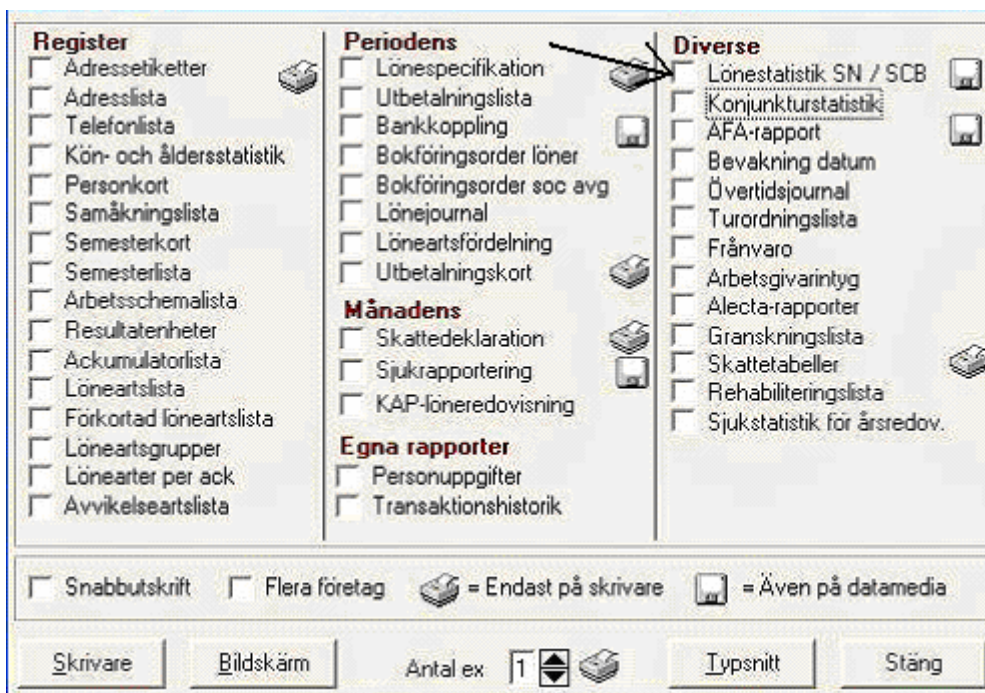 Register
Adressetiketter
Adresslista
Telefonlista
Kön- och åldersstatistik
Personkort
Samåkningslista
Semesterkort
Semesterlista
Arbetsschemalista
Resultatenheter
Ackumulatorlista
Löneartslista
Förkortad löneartslista
Löneartsgrupper
Lönearter per ack
Avvikelseartslista
Periodens
Lönespecifikation
Utbetalningslista
Bankkoppling
Bokföringsorder löner
Bokföringsorder soc avg
Lönejournal
Löneartsfördelning
Utbetalningskort
Månadens
Skattedeklaration
Sjukrapportering
KAP-löneredovisning
Egna rapporter
Personuppgifter
Transaktionshistorik
Diverse
Lönestatistik SN / SCB
Konjunkturstatistik
AFA-rapport
Bevakning datum
Övertidsjournal
Turordningslista
Frånvaro
Arbetsgivarintyg
Alecta-rapporter
Granskningslista
Skattetabeller
Rehabiliteringslista
Sjukstatistik för årsredov.
Snabbutskrift Flera företag = Endast på skrivare = Även på datamedia
Skrivare Bildskärm Antal ex 1 Typsnitt Stäng